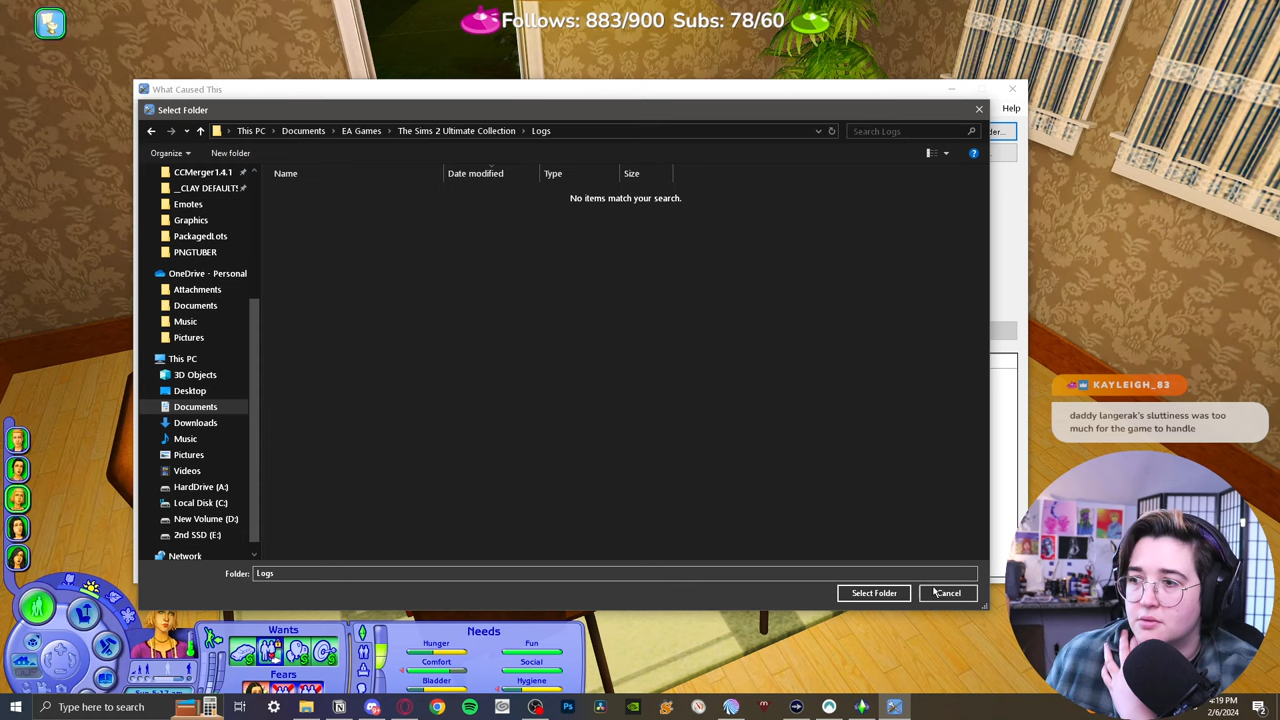 Follows: 883/900 Subs: 78/60
What Caused This
Select Folder
Help
This PC > Documents > EA Games > The Sims 2 Ultimate Collection > Logs
Search Logs
Organize
New folder
Name
Date modified
Type
Size
No items match your search.
CCMerger1.4.1
__CLAY DEFAULTS
Emotes
Graphics
PackagedLots
PNGTUBER
OneDrive - Personal
Attachments
Documents
Music
Pictures
This PC
3D Objects
Desktop
Documents
Downloads
Music
Pictures
Videos
HardDrive (A:)
Local Disk (C:)
New Volume (D:)
2nd SSD (E:)
Network
KAYLEIGH_83
daddy langerak's sluttiness was too
much for the game to handle
Folder: Logs
Select Folder
Cancel
Wants
Fears
Needs
Hunger
Fun
Comfort
Social
Bladder
Hygiene
Type here to search
4:19 PM
2/6/2024
2